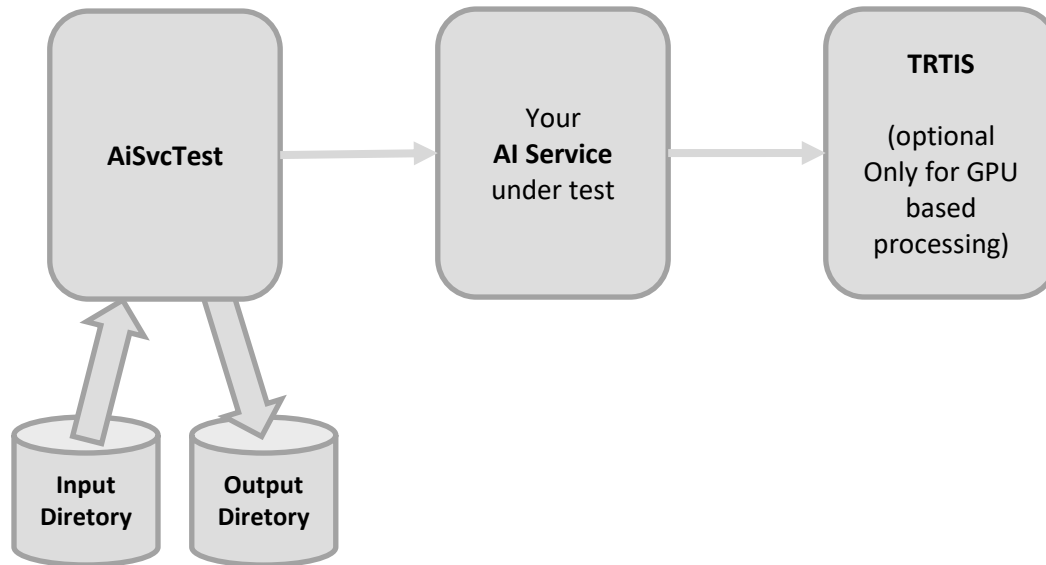 AiSvcTest
Your
AI Service
under test
TRTIS
(optional
Only for GPU
based
processing)
Input
Diretory
Output
Diretory